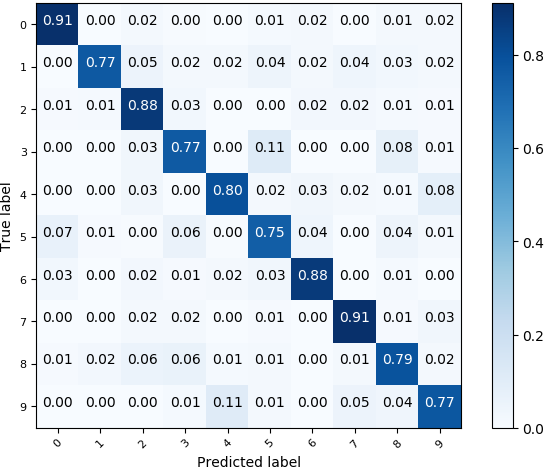 0 0.91 0.00 0.02 0.00 0.00 0.01 0.02 0.00 0.01 0.02
1 0.00 0.77 0.05 0.02 0.02 0.04 0.02 0.04 0.03 0.02
2 0.01 0.01 0.88 0.03 0.00 0.00 0.02 0.02 0.01 0.01
3 0.00 0.00 0.03 0.77 0.00 0.11 0.00 0.00 0.08 0.01
4 0.00 0.00 0.03 0.00 0.80 0.02 0.03 0.02 0.01 0.08
5 0.07 0.01 0.00 0.06 0.00 0.75 0.04 0.00 0.04 0.01
6 0.03 0.00 0.02 0.01 0.02 0.03 0.88 0.00 0.01 0.00
7 0.00 0.00 0.02 0.02 0.00 0.01 0.00 0.91 0.01 0.03
8 0.01 0.02 0.06 0.06 0.01 0.01 0.00 0.01 0.79 0.02
9 0.00 0.00 0.00 0.01 0.11 0.01 0.00 0.05 0.04 0.77
0 1 2 3 4 5 6 7 8 9
Predicted label
True label
0.8
0.6
0.4
0.2
0.0